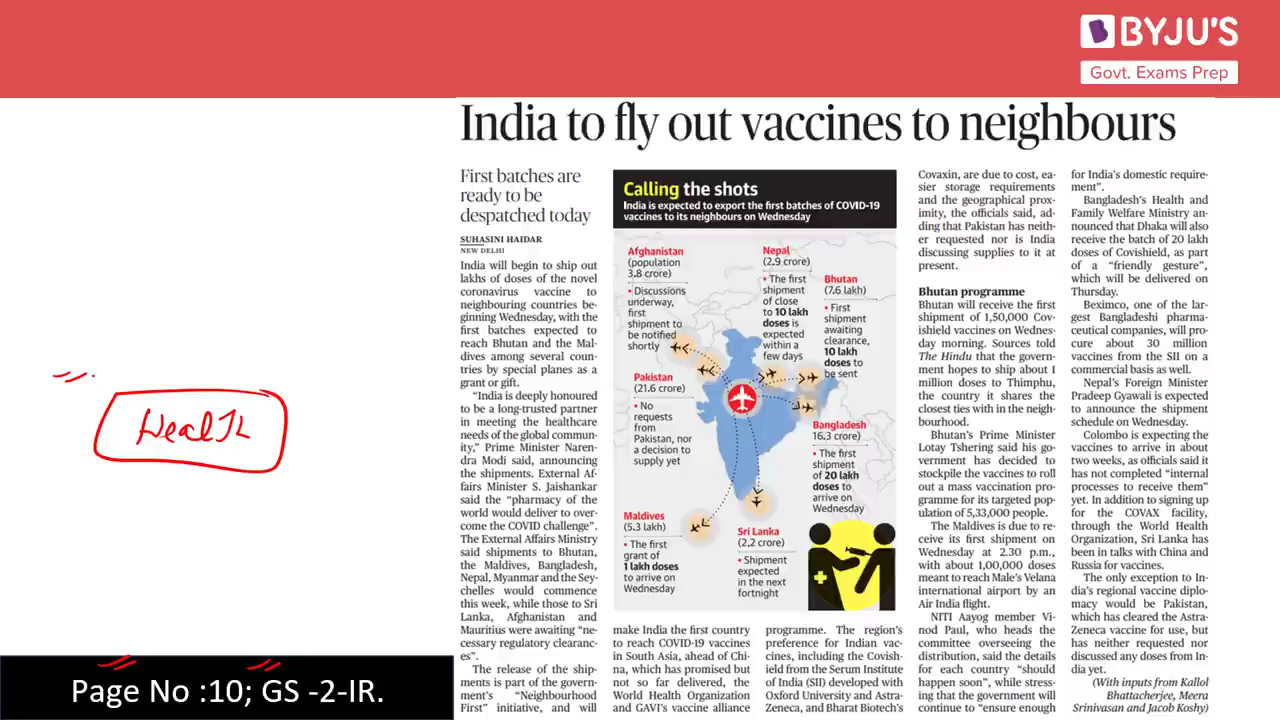 BYJU'S
Govt. Exams Prep
India to fly out vaccines to neighbours
First batches are
ready to be
despatched today
SUHASINI HAIDAR
NEW DELHI
India will begin to ship out
lakhs of doses of the novel
coronavirus vaccine to
neighbouring countries be-
ginning Wednesday, with the
first batches expected to
reach Bhutan and the Mal-
dives among several coun-
tries by special planes as a
grant or gift.
"India is deeply honoured
to be a long-trusted partner
in meeting the healthcare
needs of the global commun-
ity," Prime Minister Naren-
dra Modi said, announcing
the shipments. External Af-
fairs Minister S. Jaishankar
said the "pharmacy of the
world would deliver to over-
come the COVID challenge".
The External Affairs Ministry
said shipments to Bhutan,
the Maldives, Bangladesh,
Nepal, Myanmar and the Sey-
chelles would commence
this week, while those to Sri
Lanka, Afghanistan and
Mauritius were awaiting "ne-
cessary regulatory clearanc-
es".
The release of the ship-
ments is part of the govern-
ment's "Neighbourhood
First" initiative, and will
Calling the shots
India is expected to export the first batches of COVID-19
vaccines to its neighbours on Wednesday
Afghanistan
(population
3.8 crore)
• Discussions
underway,
first
shipment to
be notified
shortly
Nepal
(2.9 crore)
• The first
shipment
of close
to 10 lakh
doses is
expected
within a
few days
Bhutan
(7.6 lakh)
• First
shipment
awaiting
clearance,
10 lakh
doses to
be sent
Pakistan
(21.6 crore)
• No
requests
from
Pakistan, nor
a decision to
supply yet
Bangladesh
16.3 crore)
• The first
shipment
of 20 lakh
doses to
arrive on
Wednesday
Maldives
(5.3 lakh)
• The first
grant of
1 lakh doses
to arrive on
Wednesday
Sri Lanka
(2.2 crore)
• Shipment
expected
in the next
fortnight
make India the first country
to reach COVID-19 vaccines
in South Asia, ahead of Chi-
na, which has promised but
not so far delivered, the
World Health Organization
and GAVI's vaccine alliance
programme. The region's
preference for Indian vac-
cines, including the Covish-
ield from the Serum Institute
of India (SII) developed with
Oxford University and Astra-
Zeneca, and Bharat Biotech's
Covaxin, are due to cost, ea-
sier storage requirements
and the geographical prox-
imity, the officials said, ad-
ding that Pakistan has neith-
er requested nor is India
discussing supplies to it at
present.
Bhutan programme
Bhutan will receive the first
shipment of 1,50,000 Cov-
ishield vaccines on Wednes-
day morning. Sources told
The Hindu that the govern-
ment hopes to ship about 1
million doses to Thimphu,
the country it shares the
closest ties with in the neigh-
bourhood.
Bhutan's Prime Minister
Lotay Tshering said his go-
vernment has decided to
stockpile the vaccines to roll
out a mass vaccination pro-
gramme for its targeted pop-
ulation of 5,33,000 people.
The Maldives is due to re-
ceive its first shipment on
Wednesday at 2.30 p.m.,
with about 1,00,000 doses
meant to reach Male's Velana
international airport by an
Air India flight.
NITI Aayog member Vi-
nod Paul, who heads the
committee overseeing the
distribution, said the details
for each country "should
happen soon", while stress-
ing that the government will
continue to "ensure enough
for India's domestic require-
ment".
Bangladesh's Health and
Family Welfare Ministry an-
nounced that Dhaka will also
receive the batch of 20 lakh
doses of Covishield, as part
of a "friendly gesture",
which will be delivered on
Thursday.
Beximco, one of the lar-
gest Bangladeshi pharma-
ceutical companies, will pro-
cure about 30 million
vaccines from the SII on a
commercial basis as well.
Nepal's Foreign Minister
Pradeep Gyawali is expected
to announce the shipment
schedule on Wednesday.
Colombo is expecting the
vaccines to arrive in about
two weeks, as officials said it
has not completed "internal
processes to receive them"
yet. In addition to signing up
for the COVAX facility,
through the World Health
Organization, Sri Lanka has
been in talks with China and
Russia for vaccines.
The only exception to In-
dia's regional vaccine diplo-
macy would be Pakistan,
which has cleared the Astra-
Zeneca vaccine for use, but
has neither requested nor
discussed any doses from In-
dia yet.
(With inputs from Kallol
Bhattacherjee, Meera
Srinivasan and Jacob Koshy)
Health
Page No :10; GS -2-IR.